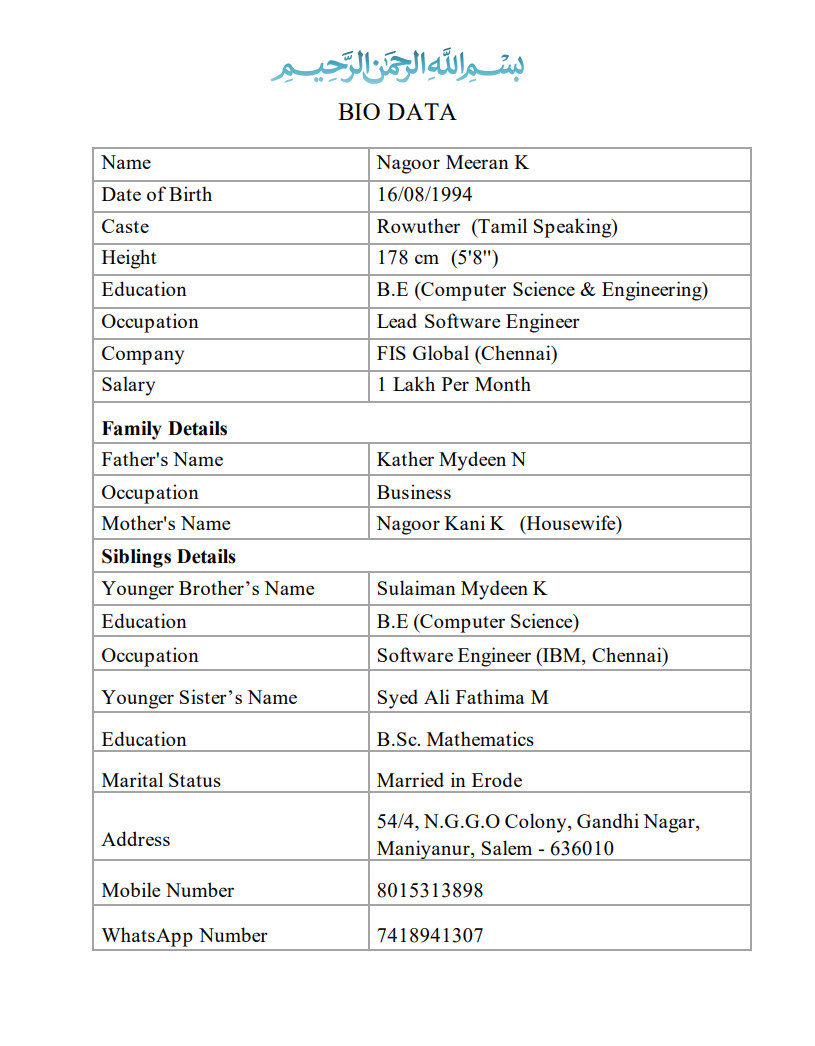 بسم الله الرحمن الرحيم
BIO DATA
Name Nagoor Meeran K
Date of Birth 16/08/1994
Caste Rowuther (Tamil Speaking)
Height 178 cm (5'8'')
Education B.E (Computer Science & Engineering)
Occupation Lead Software Engineer
Company FIS Global (Chennai)
Salary 1 Lakh Per Month
Family Details
Father's Name Kather Mydeen N
Occupation Business
Mother's Name Nagoor Kani K (Housewife)
Siblings Details
Younger Brother’s Name Sulaiman Mydeen K
Education B.E (Computer Science)
Occupation Software Engineer (IBM, Chennai)
Younger Sister’s Name Syed Ali Fathima M
Education B.Sc. Mathematics
Marital Status Married in Erode
Address 54/4, N.G.G.O Colony, Gandhi Nagar,
Maniyanur, Salem - 636010
Mobile Number 8015313898
WhatsApp Number 7418941307